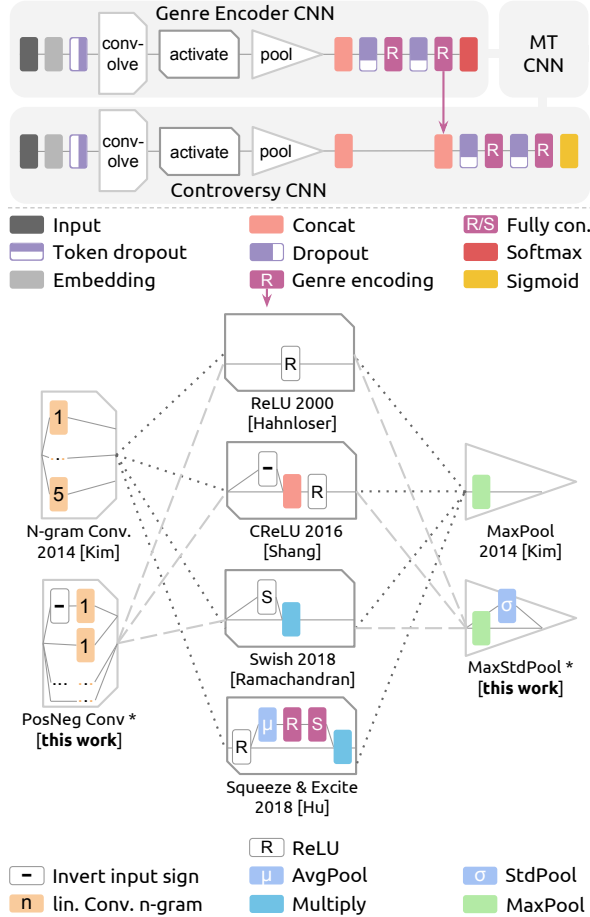 Genre Encoder CNN
conv-
olve
activate
pool
R
R
MT
CNN
conv-
olve
activate
pool
R
R
Controversy CNN
Input
Concat
R/S Fully con.
Token dropout
Dropout
Softmax
Embedding
R Genre encoding
Sigmoid
R
ReLU 2000
[Hahnloser]
1
5
N-gram Conv.
2014 [Kim]
-
R
CReLU 2016
[Shang]
MaxPool
2014 [Kim]
- 1
1
PosNeg Conv *
[this work]
S
Swish 2018
[Ramachandran]
σ
MaxStdPool *
[this work]
R μ R S
Squeeze & Excite
2018 [Hu]
R ReLU
- Invert input sign
μ AvgPool
σ StdPool
n lin. Conv. n-gram
Multiply
MaxPool